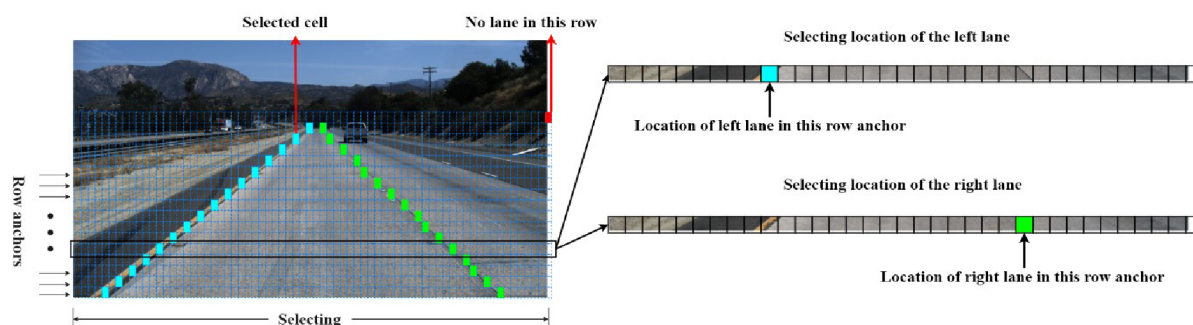 Selected cell
No lane in this row
Row anchors
Selecting
Selecting location of the left lane
Location of left lane in this row anchor
Selecting location of the right lane
Location of right lane in this row anchor